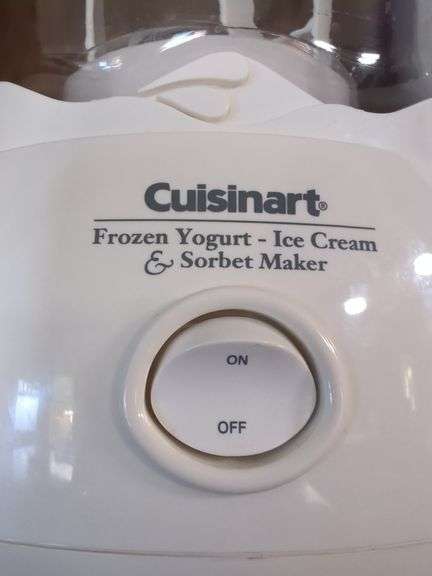 Cuisinart®
Frozen Yogurt - Ice Cream
& Sorbet Maker
ON
OFF